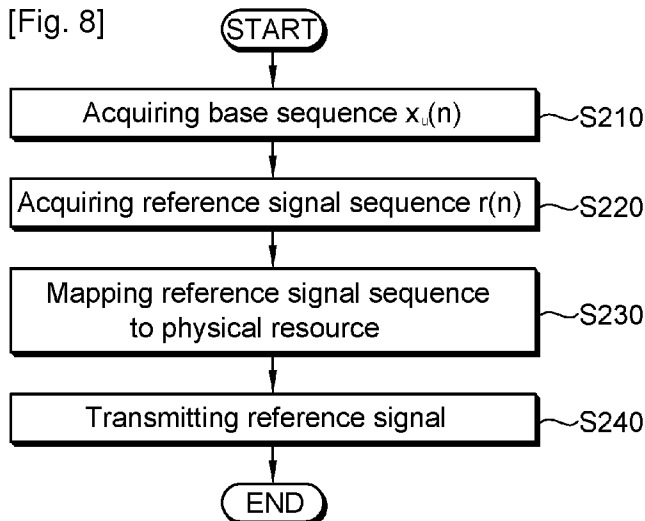 [Fig. 8]
START
Acquiring base sequence xᵤ(n)
S210
Acquiring reference signal sequence r(n)
S220
Mapping reference signal sequence
to physical resource
S230
Transmitting reference signal
S240
END